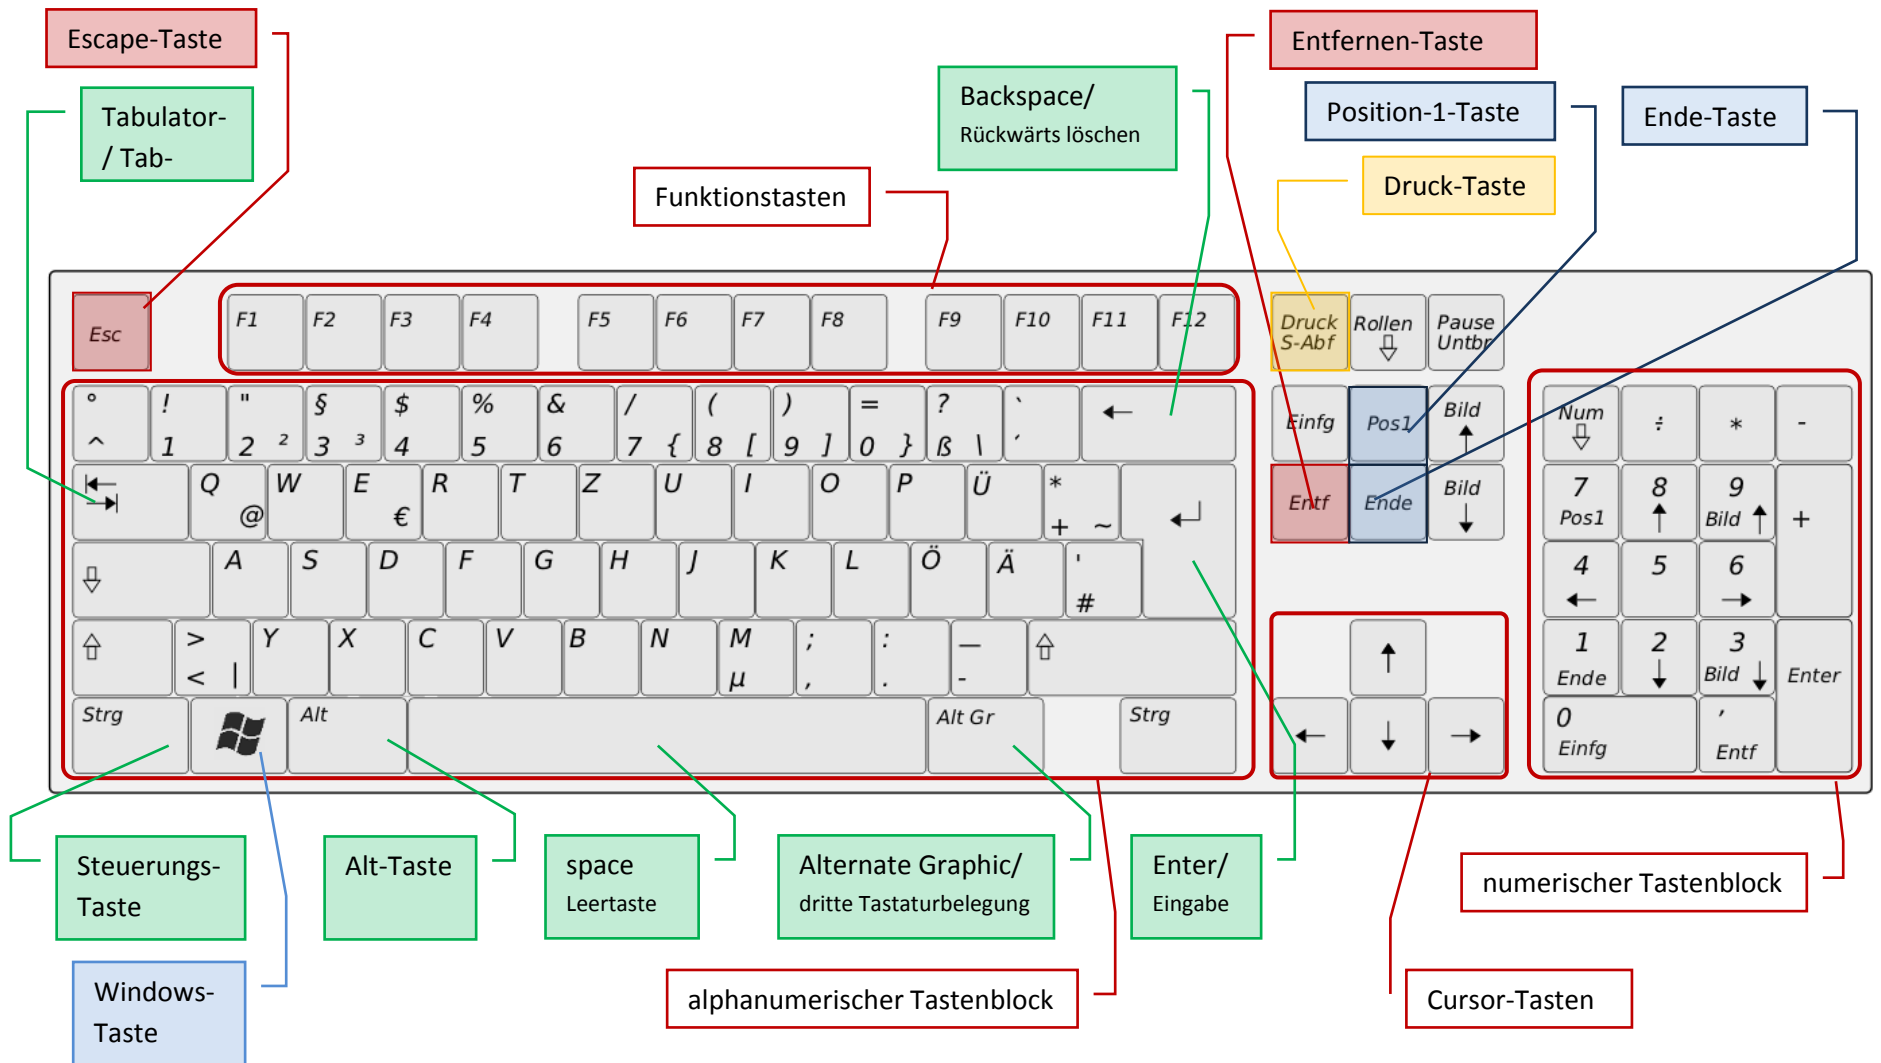 Escape-Taste
Entfernen-Taste
Tabulator-
/ Tab-
Backspace/
Rückwärts löschen
Position-1-Taste
Ende-Taste
Druck-Taste
Funktionstasten
Esc F1 F2 F3 F4 F5 F6 F7 F8 F9 F10 F11 F12
Druck
S-Abf
Rollen
Pause
Untbr
° ! " § $ % & / ( ) = ? `
^ 1 2 ² 3 ³ 4 5 6 7 { 8 [ 9 ] 0 } ß \ ´
Einfg Pos1 Bild
Num ÷ * -
Q W E R T Z U I O P Ü *
@ € + ~
Entf Ende Bild
7 8 9 +
Pos1 Bild
A S D F G H J K L Ö Ä '
#
4 5 6
> Y X C V B N M ; : _
< | µ , . -
1 2 3
Ende Bild Enter
Strg Alt Alt Gr Strg
0 ,
Einfg Entf
Steuerungs-
Taste
Alt-Taste
space
Leertaste
Alternate Graphic/
dritte Tastaturbelegung
Enter/
Eingabe
numerischer Tastenblock
Windows-
Taste
alphanumerischer Tastenblock
Cursor-Tasten